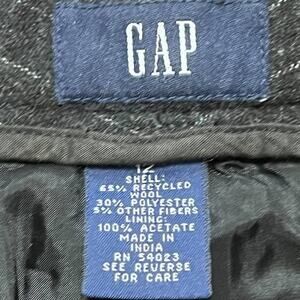 GAP
12
SHELL:
65% RECYCLED
WOOL
30% POLYESTER
5% OTHER FIBERS
LINING:
100% ACETATE
MADE IN
INDIA
RN 54023
SEE REVERSE
FOR CARE